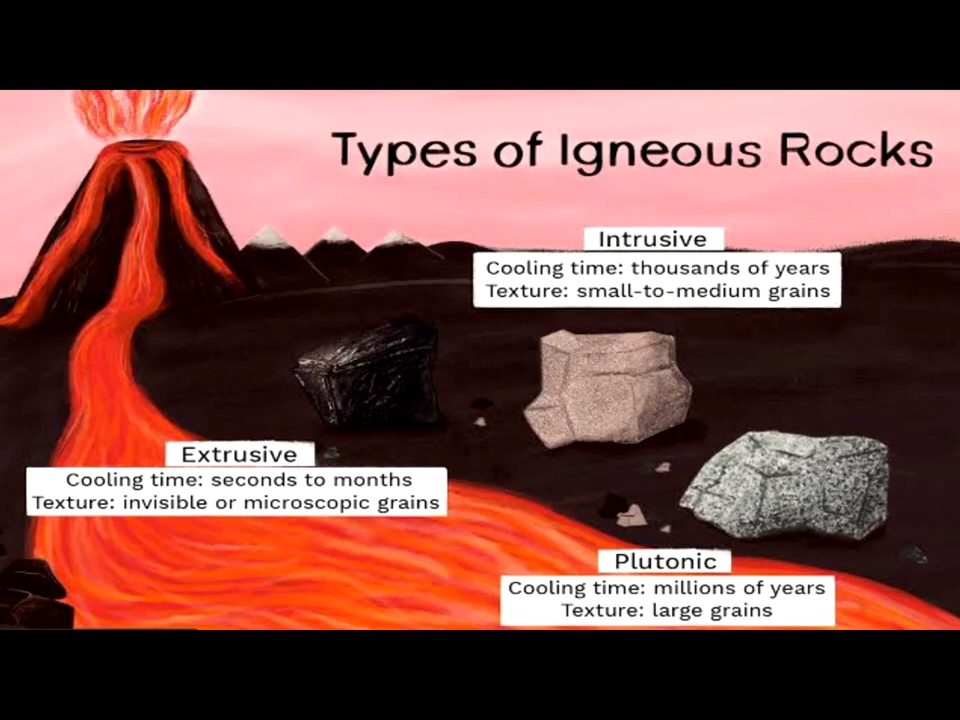 Types of Igneous Rocks
Intrusive
Cooling time: thousands of years
Texture: small-to-medium grains
Extrusive
Cooling time: seconds to months
Texture: invisible or microscopic grains
Plutonic
Cooling time: millions of years
Texture: large grains